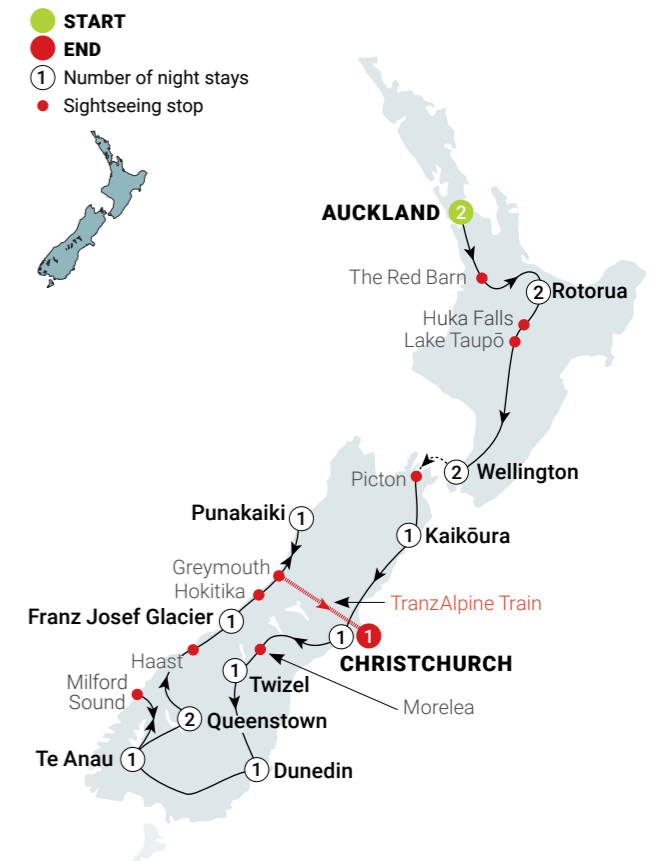 START
END
1 Number of night stays
Sightseeing stop
AUCKLAND 2
The Red Barn
2 Rotorua
Huka Falls
Lake Taupō
2 Wellington
Picton
Punakaiki 1
1 Kaikōura
Greymouth
Hokitika
TranzAlpine Train
Franz Josef Glacier 1
1 1
CHRISTCHURCH
Haast
1
Twizel
Milford
Sound
Morelea
2 Queenstown
Te Anau 1
1 Dunedin